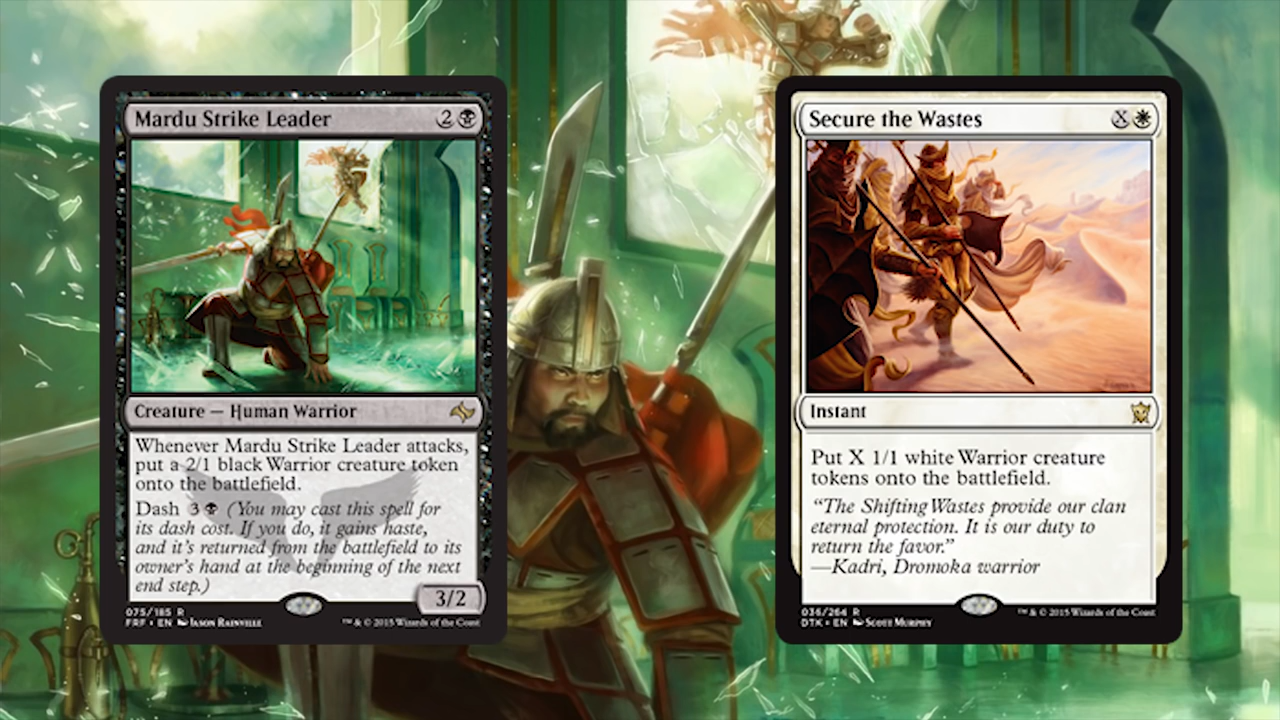 Mardu Strike Leader 2
Creature — Human Warrior
Whenever Mardu Strike Leader attacks,
put a 2/1 black Warrior creature token
onto the battlefield.
Dash 3 (You may cast this spell for
its dash cost. If you do, it gains haste,
and it's returned from the battlefield to its
owner's hand at the beginning of the next
end step.)
3/2
075/185 R
FRF • EN Jason Rainville
™ & © 2015 Wizards of the Coast
Secure the Wastes X
Instant
Put X 1/1 white Warrior creature
tokens onto the battlefield.
“The Shifting Wastes provide our clan
eternal protection. It is our duty to
return the favor.”
—Kadri, Dromoka warrior
036/264 R
DTK • EN Scott Murphy
™ & © 2015 Wizards of the Coast